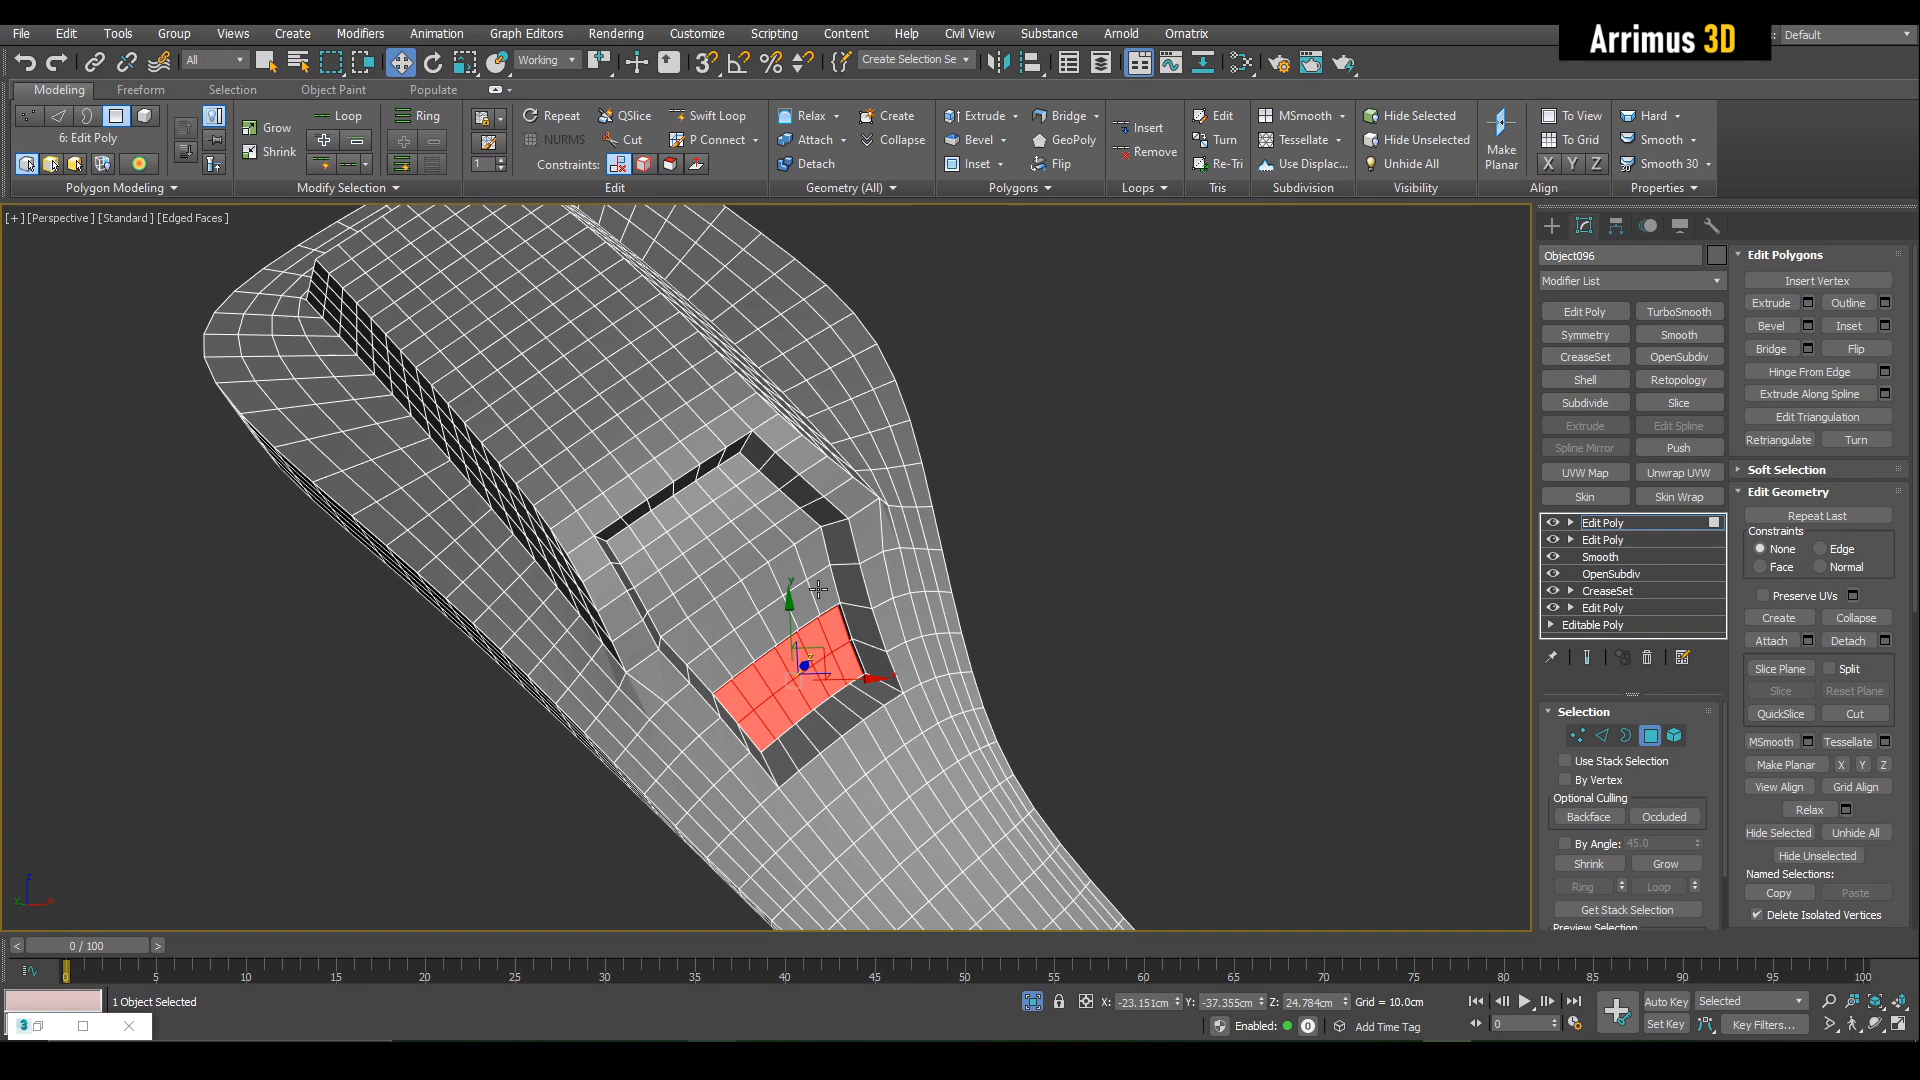 File Edit Tools Group Views Create Modifiers Animation Graph Editors Rendering Customize Scripting Content Help Civil View Substance Arnold Ornatrix
Arrimus 3D
Default
All
Working
Create Selection Se
Modeling Freeform Selection Object Paint Populate
6: Edit Poly
Polygon Modeling
Grow
Shrink
Loop
Ring
Modify Selection
1
Repeat
QSlice
Swift Loop
NURMS
Cut
P Connect
Constraints:
Edit
Relax
Create
Attach
Collapse
Detach
Geometry (All)
Extrude
Bridge
Bevel
GeoPoly
Inset
Flip
Polygons
Insert
Remove
Loops
Edit
Turn
Re-Tri
Tris
MSmooth
Tessellate
Use Displac...
Subdivision
Hide Selected
Hide Unselected
Unhide All
Visibility
Make
Planar
To View
To Grid
X Y Z
Align
Hard
Smooth
Smooth 30
Properties
[+] [Perspective ] [Standard ] [Edged Faces ]
y
x
z
z
y x
Object096
Modifier List
Edit Poly TurboSmooth
Symmetry Smooth
CreaseSet OpenSubdiv
Shell Retopology
Subdivide Slice
Extrude Edit Spline
Spline Mirror Push
UVW Map Unwrap UVW
Skin Skin Wrap
Edit Poly
Edit Poly
Smooth
OpenSubdiv
CreaseSet
Edit Poly
Editable Poly
Selection
Use Stack Selection
By Vertex
Optional Culling
Backface Occluded
By Angle: 45.0
Shrink Grow
Ring Loop
Get Stack Selection
Preview Selection
Edit Polygons
Insert Vertex
Extrude Outline
Bevel Inset
Bridge Flip
Hinge From Edge
Extrude Along Spline
Edit Triangulation
Retriangulate Turn
Soft Selection
Edit Geometry
Repeat Last
Constraints
None Edge
Face Normal
Preserve UVs
Create Collapse
Attach Detach
Slice Plane Split
Slice Reset Plane
QuickSlice Cut
MSmooth Tessellate
Make Planar X Y Z
View Align Grid Align
Relax
Hide Selected Unhide All
Hide Unselected
Named Selections:
Copy Paste
Delete Isolated Vertices
< 0 / 100 >
0 5 10 15 20 25 30 35 40 45 50 55 60 65 70 75 80 85 90 95 100
1 Object Selected
X: -23.151cm Y: -37.355cm Z: 24.784cm Grid = 10.0cm
Enabled: 0 Add Time Tag
Auto Key Selected
0
Set Key Key Filters...
3